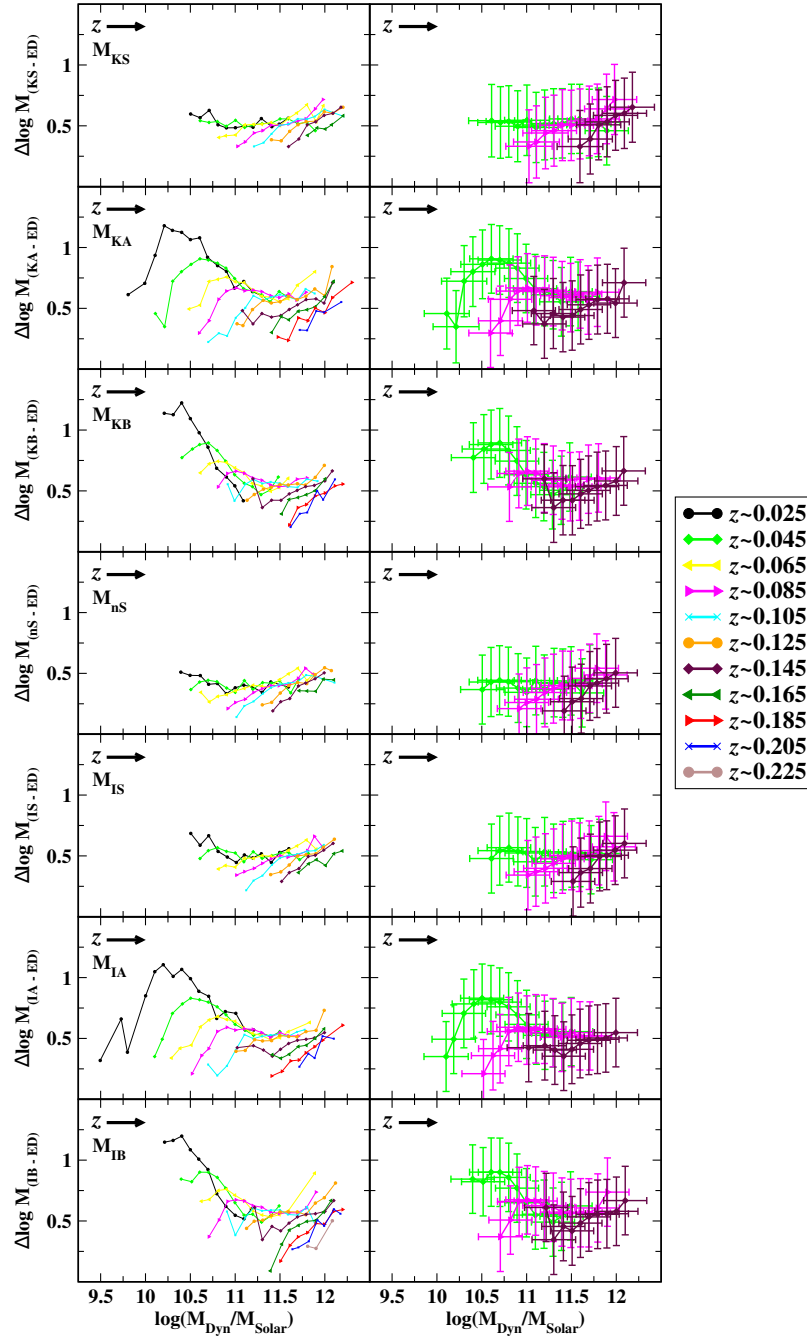 z
M_KS
z
Δlog M_(KS - ED)
1
0.5
z
M_KA
z
Δlog M_(KA - ED)
1
0.5
z
M_KB
z
Δlog M_(KB - ED)
1
0.5
z
M_nS
z
Δlog M_(nS - ED)
1
0.5
z
M_IS
z
Δlog M_(IS - ED)
1
0.5
z
M_IA
z
Δlog M_(IA - ED)
1
0.5
z
M_IB
z
Δlog M_(IB - ED)
1
0.5
9.5 10 10.5 11 11.5 12
9.5 10 10.5 11 11.5 12
log(M_Dyn/M_Solar)
log(M_Dyn/M_Solar)
z~0.025
z~0.045
z~0.065
z~0.085
z~0.105
z~0.125
z~0.145
z~0.165
z~0.185
z~0.205
z~0.225